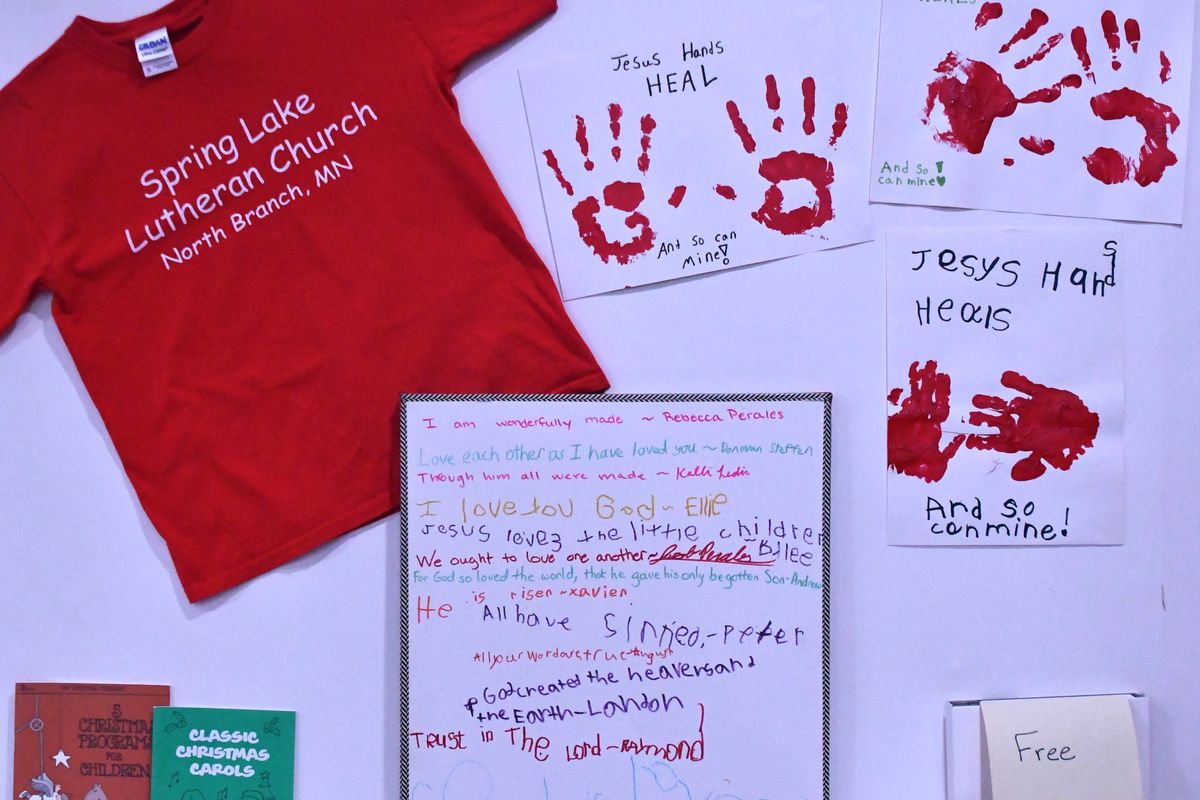 GILDAN
Spring Lake
Lutheran Church
North Branch, MN
Jesus Hands
HEAL
And so can
Mine!
And So !
can mine
Jesys Hands
Heals
And so
canmine!
I am wonderfully made ~ Rebecca Perales
Love each other as I have loved you ~ Donovan Steffen
Through him all were made ~ Kalli
I love You God ~ Ellie
Jesus loves the little children
~ Bilee
We ought to love one another ~ Perales
For God so loved the world, that he gave his only begotten Son-Andrew
He is risen ~xavier
All have Sinned,-Peter
All your Words are true~August
God created the heavens and
the Earth-London
Trust in The Lord ~ Raymond
5
CHRISTMAS
PROGRAMS
FOR
CHILDREN
CLASSIC
CHRISTMAS
CAROLS
Free